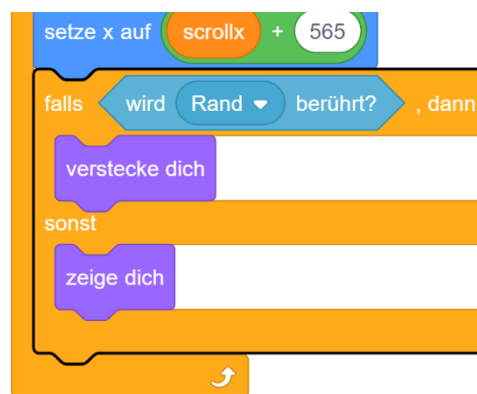 setze x auf scrollx + 565
falls wird Rand berührt? , dann
verstecke dich
sonst
zeige dich